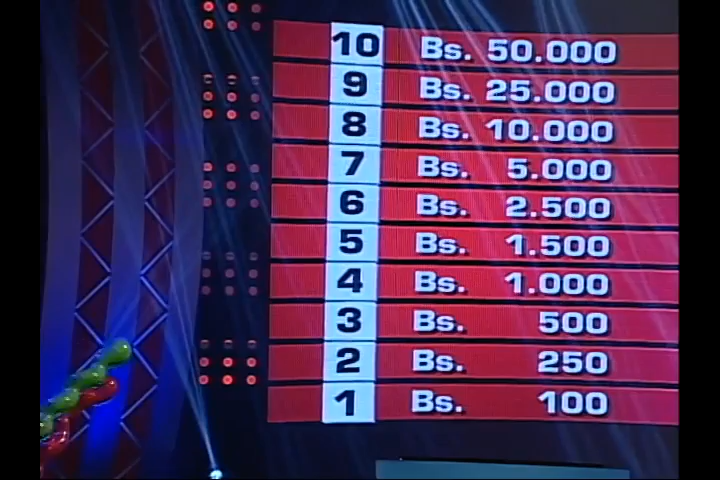 10 Bs. 50.000
9 Bs. 25.000
8 Bs. 10.000
7 Bs. 5.000
6 Bs. 2.500
5 Bs. 1.500
4 Bs. 1.000
3 Bs. 500
2 Bs. 250
1 Bs. 100